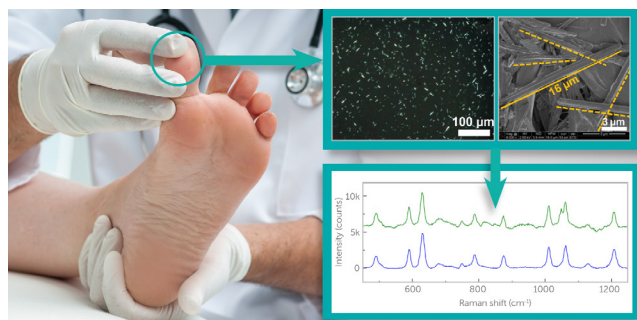 100 µm
16 µm
3 µm
10k
5k
0
Intensity (counts)
600
800
1000
1200
Raman shift (cm⁻¹)